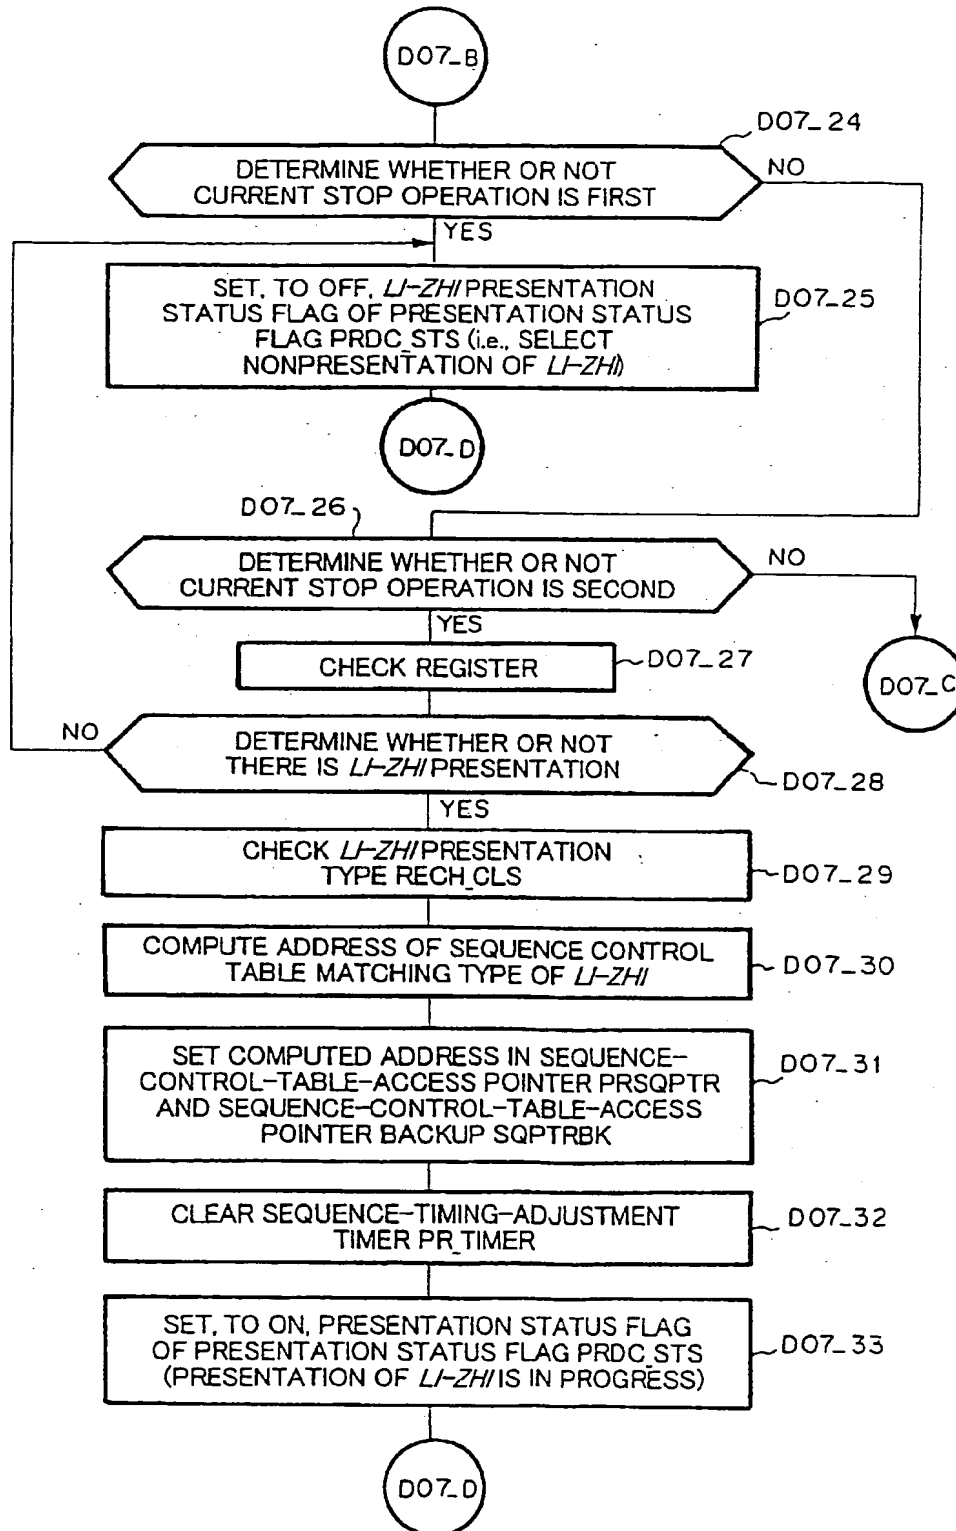 D07_B
D07_24
DETERMINE WHETHER OR NOT
CURRENT STOP OPERATION IS FIRST
NO
YES
SET, TO OFF, LI-ZHI PRESENTATION
STATUS FLAG OF PRESENTATION STATUS
FLAG PRDC_STS (i.e., SELECT
NONPRESENTATION OF LI-ZHI)
D07_25
D07_D
D07_26
DETERMINE WHETHER OR NOT
CURRENT STOP OPERATION IS SECOND
NO
YES
CHECK REGISTER
D07_27
D07_C
NO
DETERMINE WHETHER OR NOT
THERE IS LI-ZHI PRESENTATION
D07_28
YES
CHECK LI-ZHI PRESENTATION
TYPE RECH_CLS
D07_29
COMPUTE ADDRESS OF SEQUENCE CONTROL
TABLE MATCHING TYPE OF LI-ZHI
D07_30
SET COMPUTED ADDRESS IN SEQUENCE-
CONTROL-TABLE-ACCESS POINTER PRSQPTR
AND SEQUENCE-CONTROL-TABLE-ACCESS
POINTER BACKUP SQPTRBK
D07_31
CLEAR SEQUENCE-TIMING-ADJUSTMENT
TIMER PR_TIMER
D07_32
SET, TO ON, PRESENTATION STATUS FLAG
OF PRESENTATION STATUS FLAG PRDC_STS
(PRESENTATION OF LI-ZHI IS IN PROGRESS)
D07_33
D07_D